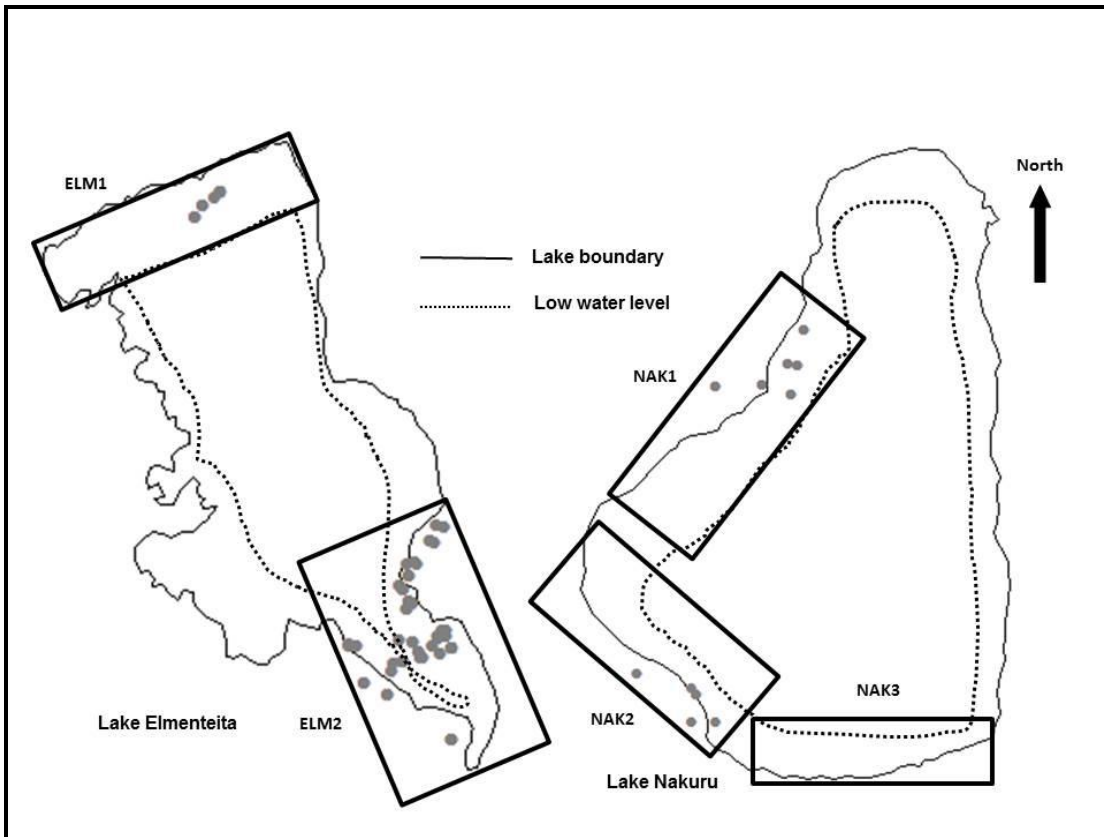 North
ELM1
Lake boundary
Low water level
NAK1
NAK3
Lake Elmenteita
ELM2
NAK2
Lake Nakuru